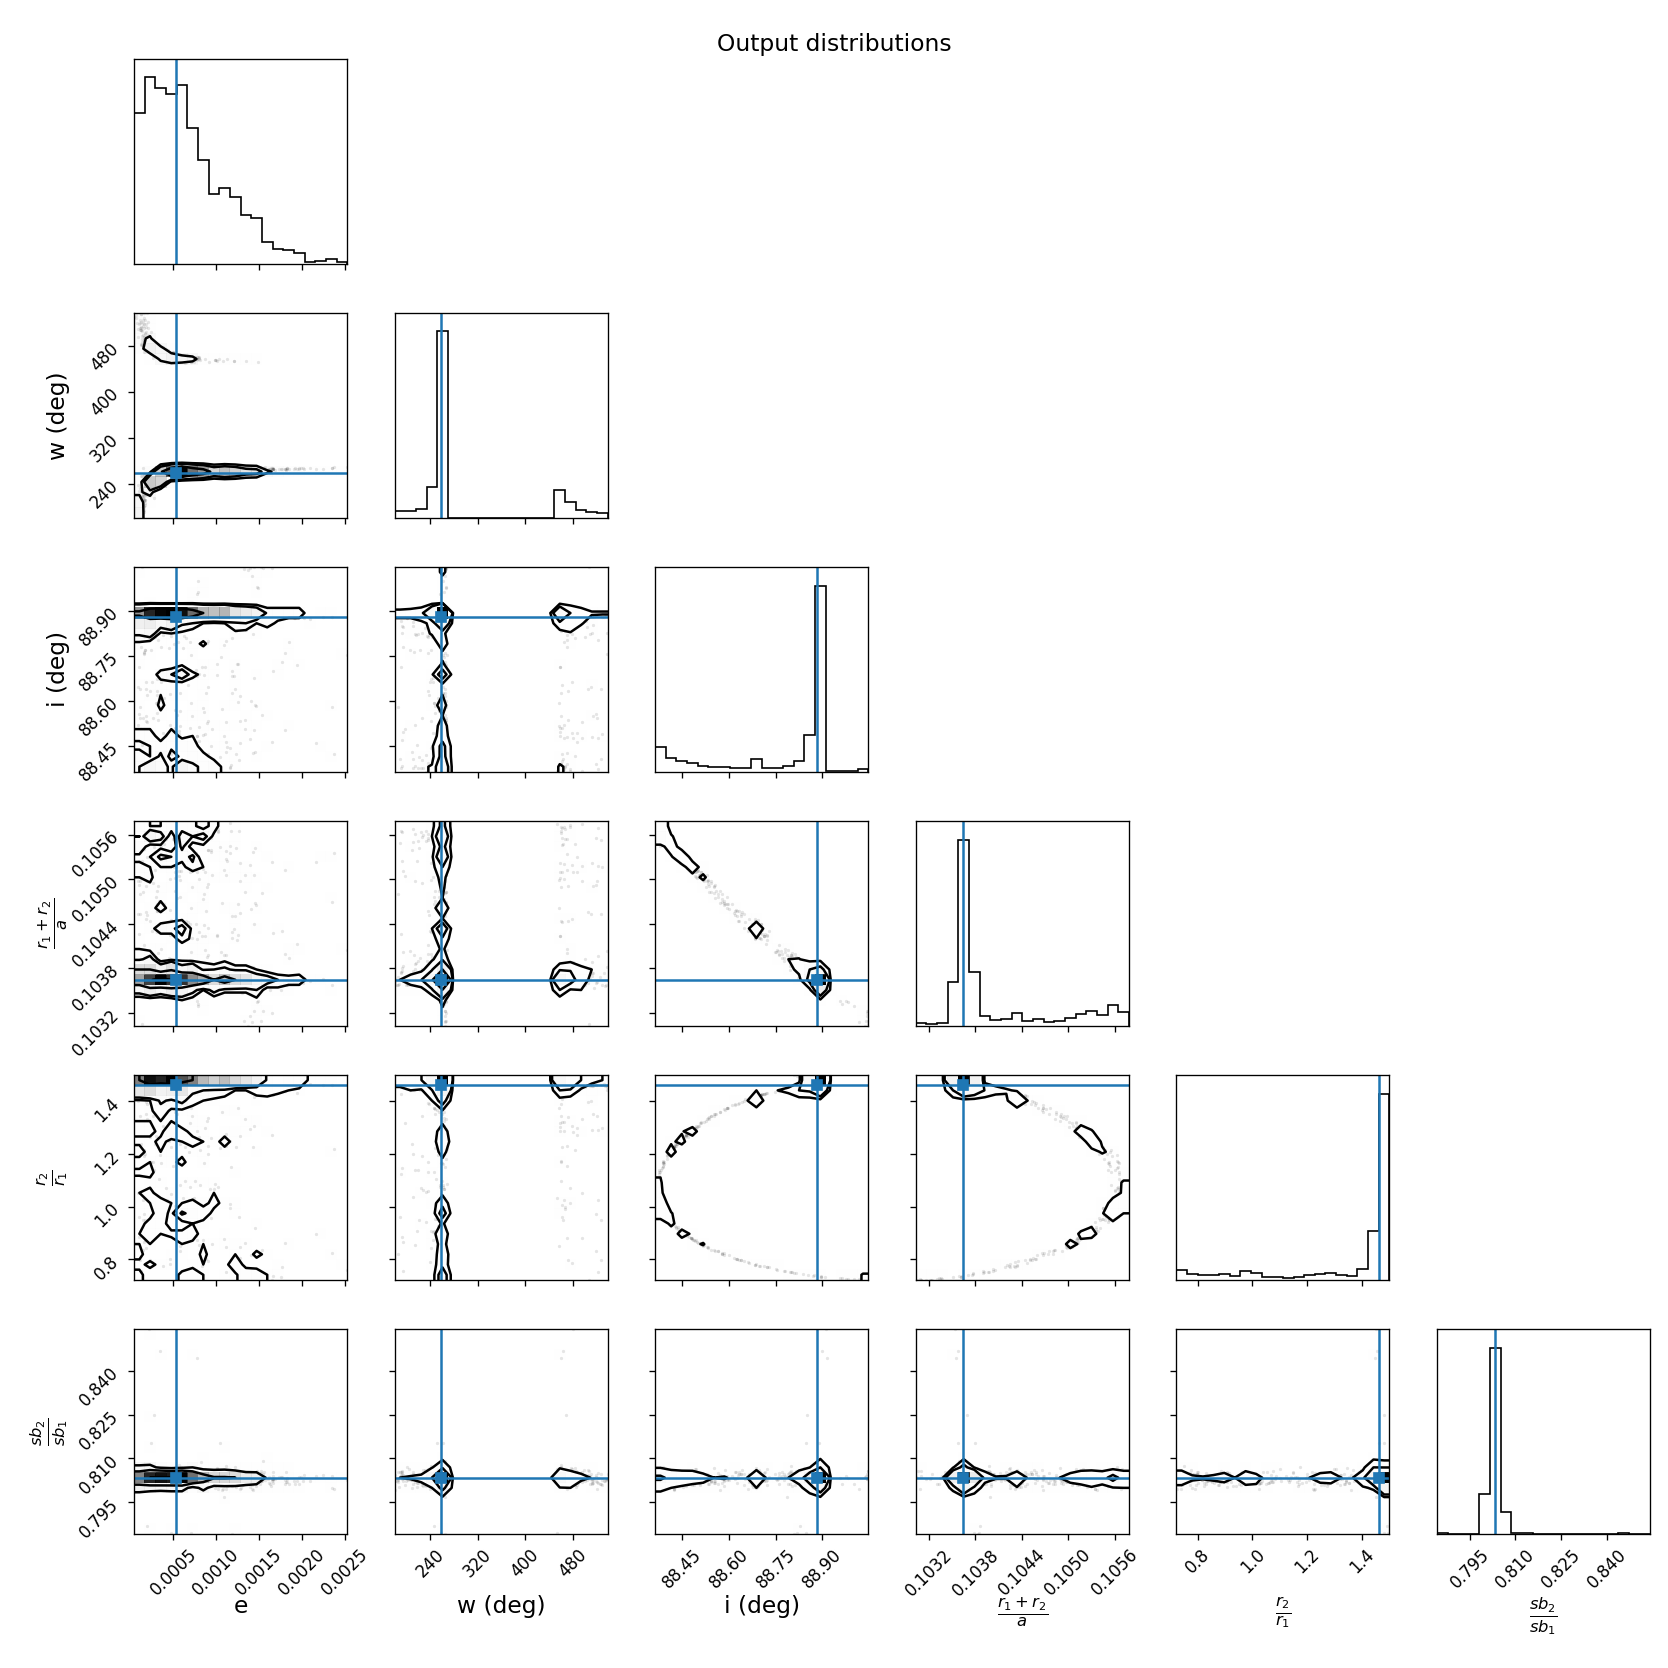 Output distributions
w (deg)
480
400
320
240
i (deg)
88.90
88.75
88.60
88.45
r1 + r2
a
0.1056
0.1050
0.1044
0.1038
0.1032
r2
r1
1.4
1.2
1.0
0.8
sb2
sb1
0.840
0.825
0.810
0.795
0.0005 0.0010 0.0015 0.0020 0.0025
240 320 400 480
88.45 88.60 88.75 88.90
0.1032 0.1038 0.1044 0.1050 0.1056
0.8 1.0 1.2 1.4
0.795 0.810 0.825 0.840
e
w (deg)
i (deg)
r1 + r2
a
r2
r1
sb2
sb1